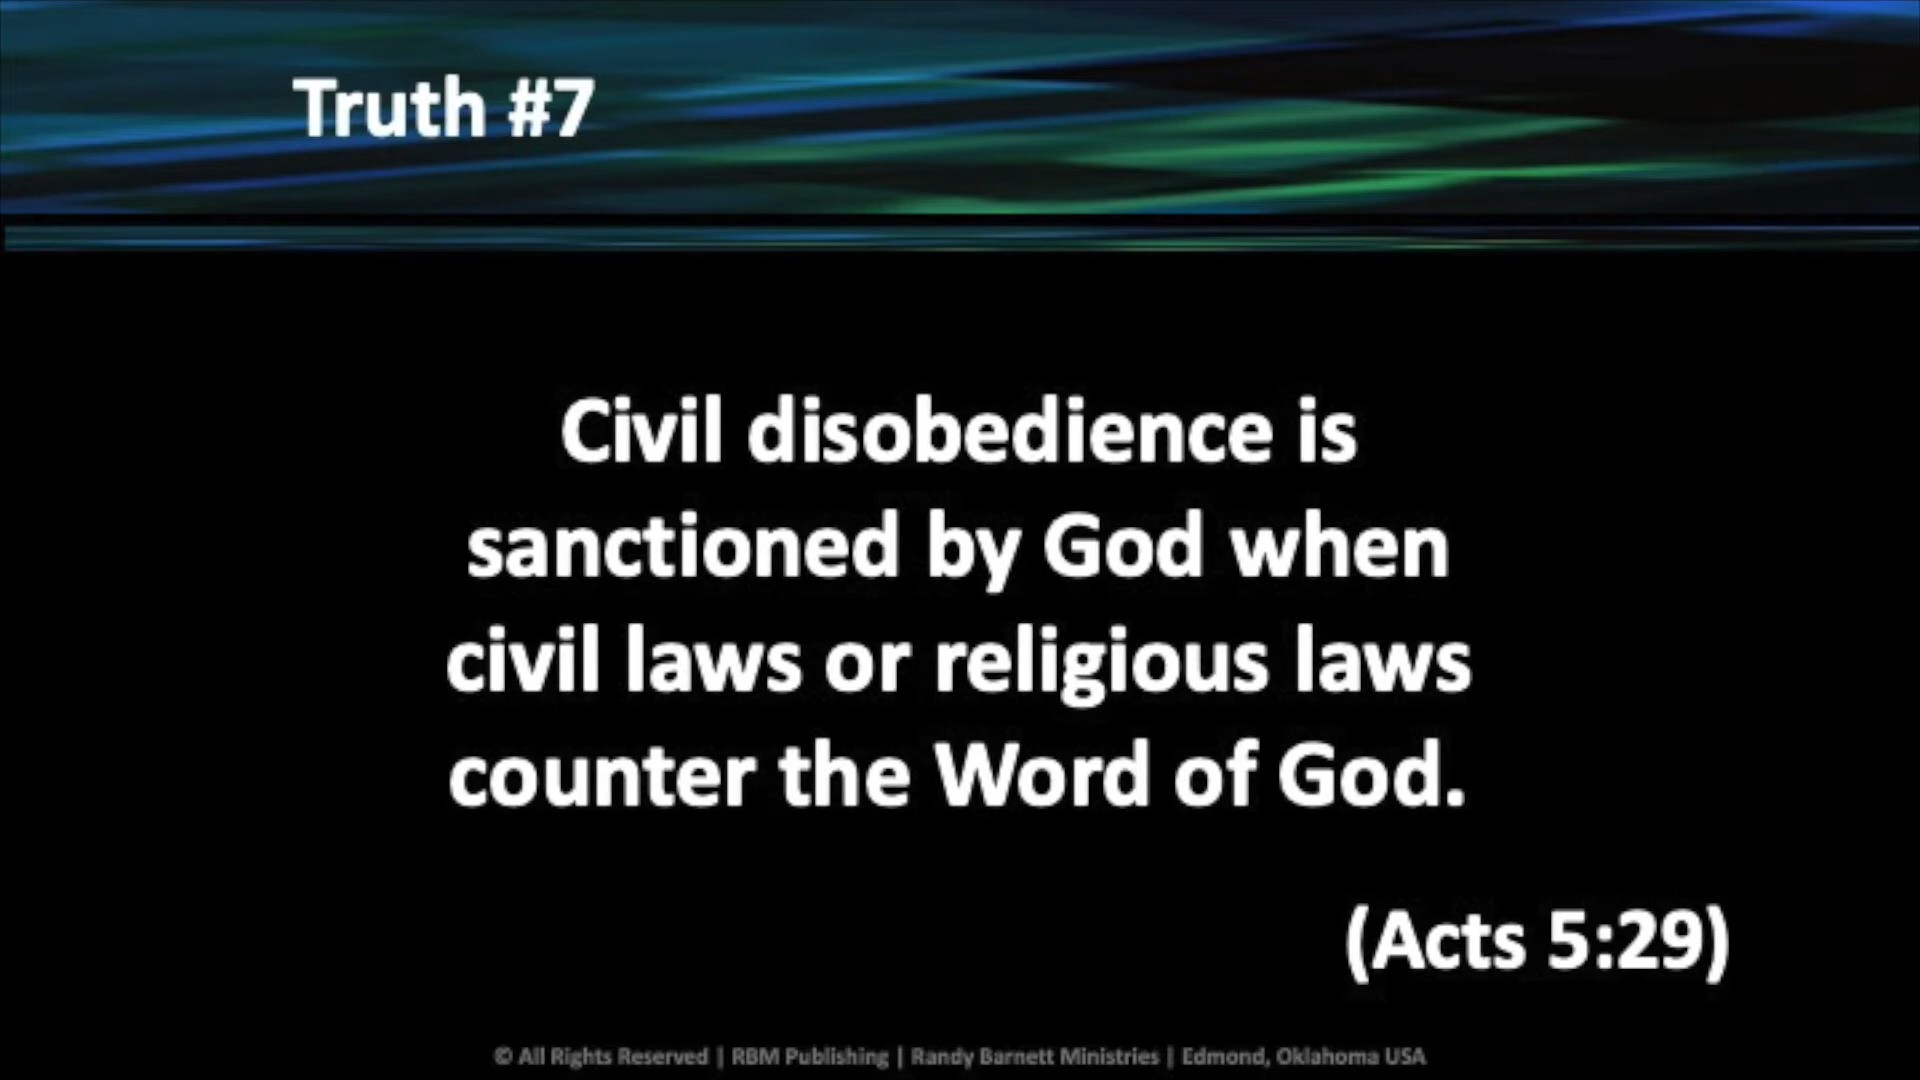 Truth #7
Civil disobedience is
sanctioned by God when
civil laws or religious laws
counter the Word of God.
(Acts 5:29)
© All Rights Reserved | RBM Publishing | Randy Barnett Ministries | Edmond, Oklahoma USA